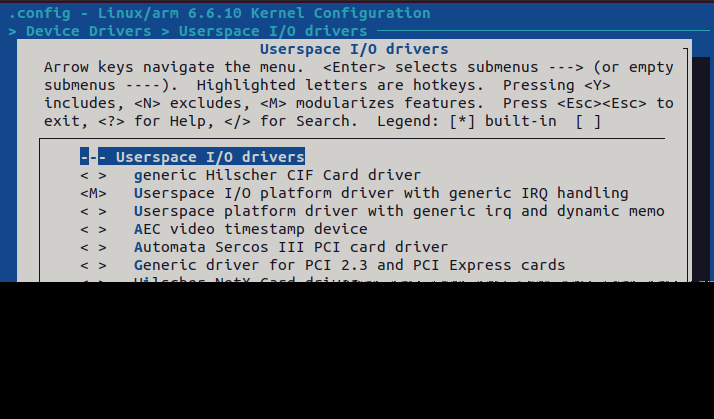 .config - Linux/arm 6.6.10 Kernel Configuration
> Device Drivers > Userspace I/O drivers
Userspace I/O drivers
Arrow keys navigate the menu.  <Enter> selects submenus ---> (or empty
submenus ----).  Highlighted letters are hotkeys.  Pressing <Y>
includes, <N> excludes, <M> modularizes features.  Press <Esc><Esc> to
exit, <?> for Help, </> for Search.  Legend: [*] built-in  [ ]
--- Userspace I/O drivers
< >   generic Hilscher CIF Card driver
<M>   Userspace I/O platform driver with generic IRQ handling
< >   Userspace platform driver with generic irq and dynamic memo
< >   AEC video timestamp device
< >   Automata Sercos III PCI card driver
< >   Generic driver for PCI 2.3 and PCI Express cards
< >   Hilscher NetX Card driver